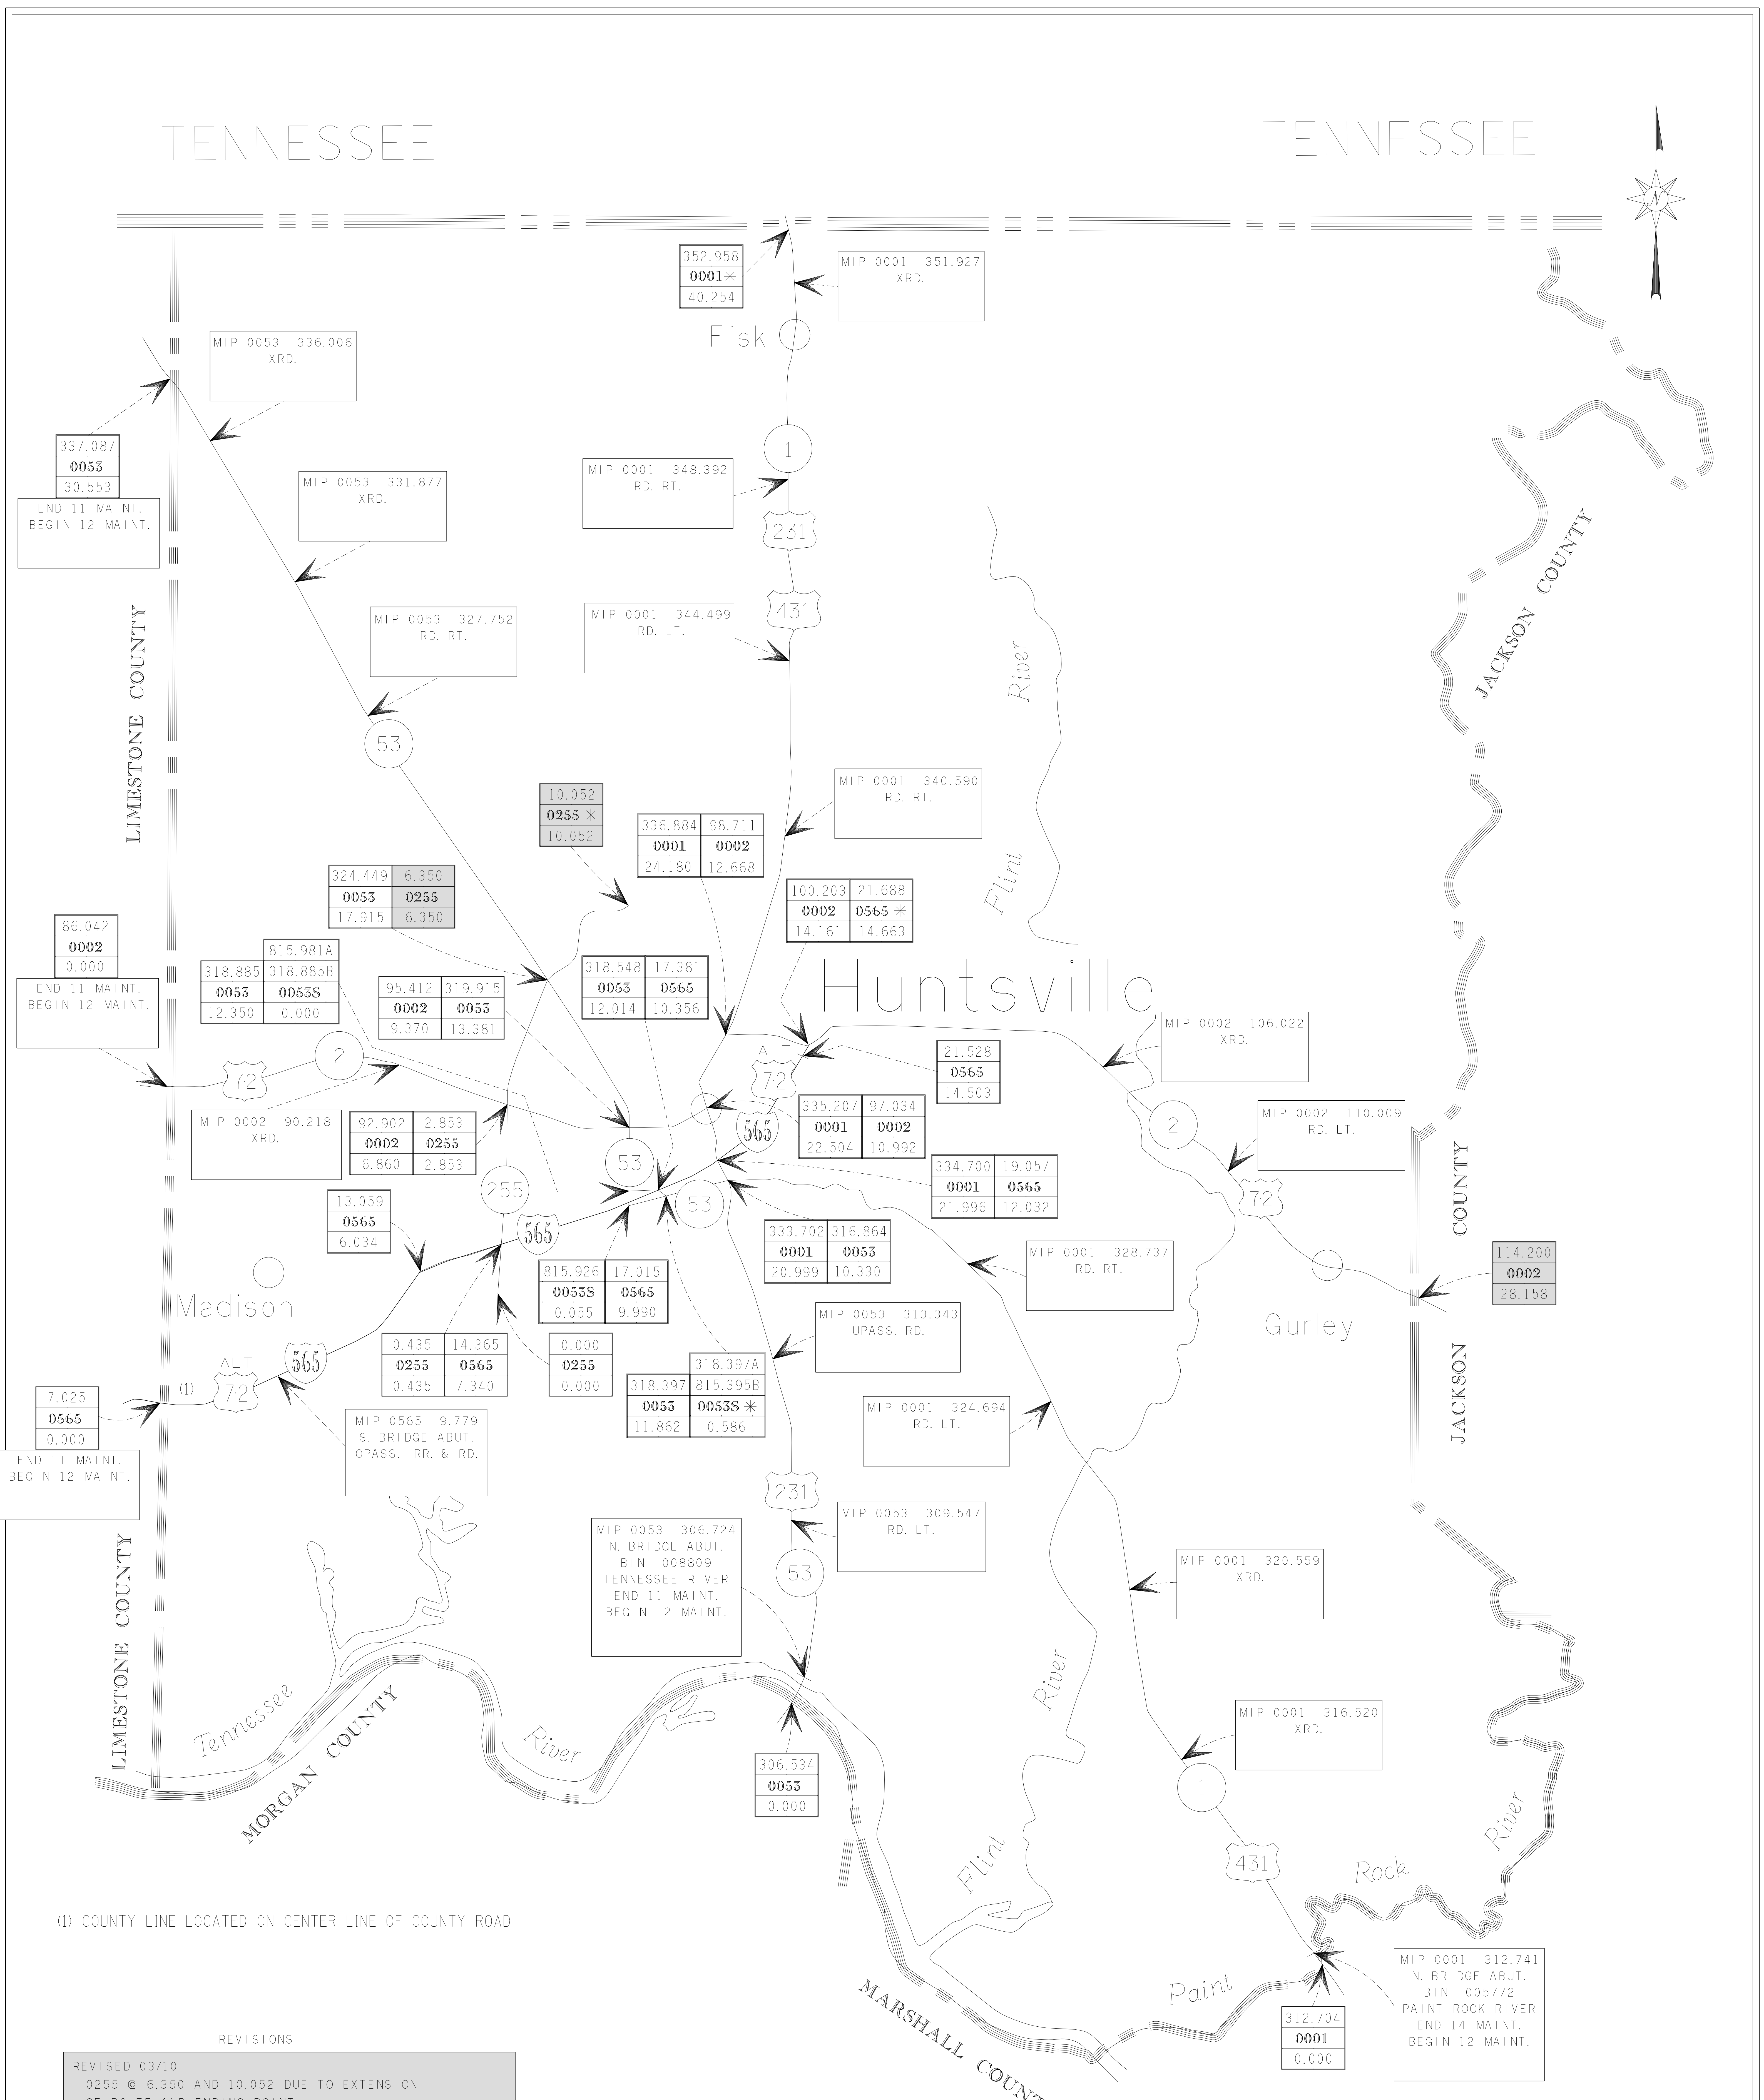 TENNESSEE
TENNESSEE
N
352.958
0001*
40.254
MIP 0001 351.927
XRD.
Fisk
MIP 0053 336.006
XRD.
337.087
0053
30.553
END 11 MAINT.
BEGIN 12 MAINT.
1
MIP 0001 348.392
RD. RT.
MIP 0053 331.877
XRD.
231
JACKSON COUNTY
431
MIP 0001 344.499
RD. LT.
MIP 0053 327.752
RD. RT.
River
LIMESTONE COUNTY
53
MIP 0001 340.590
RD. RT.
10.052
0255 *
10.052
336.884 98.711
0001 0002
24.180 12.668
324.449 6.350
0053 0255
17.915 6.350
Flint
100.203 21.688
0002 0565 *
14.161 14.663
86.042
0002
0.000
END 11 MAINT.
BEGIN 12 MAINT.
815.981A
318.885 318.885B
0053 0053S
12.350 0.000
95.412 319.915
0002 0053
9.370 13.381
318.548 17.381
0053 0565
12.014 10.356
Huntsville
MIP 0002 106.022
XRD.
2
72
ALT
72
21.528
0565
14.503
MIP 0002 90.218
XRD.
92.902 2.853
0002 0255
6.860 2.853
335.207 97.034
0001 0002
22.504 10.992
565
2
MIP 0002 110.009
RD. LT.
53
334.700 19.057
0001 0565
21.996 12.032
COUNTY
255
53
72
13.059
0565
6.034
565
333.702 316.864
0001 0053
20.999 10.330
MIP 0001 328.737
RD. RT.
114.200
0002
28.158
Madison
815.926 17.015
0053S 0565
0.055 9.990
MIP 0053 313.343
UPASS. RD.
Gurley
0.435 14.365
0255 0565
0.435 7.340
0.000
0255
0.000
565
ALT
72
(1)
318.397A
318.397 815.395B
0053 0053S *
11.862 0.586
JACKSON
7.025
0565
0.000
END 11 MAINT.
BEGIN 12 MAINT.
MIP 0565 9.779
S. BRIDGE ABUT.
OPASS. RR. & RD.
MIP 0001 324.694
RD. LT.
231
MIP 0053 309.547
RD. LT.
MIP 0053 306.724
N. BRIDGE ABUT.
BIN 008809
TENNESSEE RIVER
END 11 MAINT.
BEGIN 12 MAINT.
53
MIP 0001 320.559
XRD.
LIMESTONE COUNTY
River
Tennessee
MORGAN COUNTY
River
MIP 0001 316.520
XRD.
306.534
0053
0.000
1
River
Flint
431
Rock
(1) COUNTY LINE LOCATED ON CENTER LINE OF COUNTY ROAD
MIP 0001 312.741
N. BRIDGE ABUT.
BIN 005772
PAINT ROCK RIVER
END 14 MAINT.
BEGIN 12 MAINT.
Paint
312.704
0001
0.000
MARSHALL
REVISIONS
REVISED 03/10
0255 @ 6.350 AND 10.052 DUE TO EXTENSION